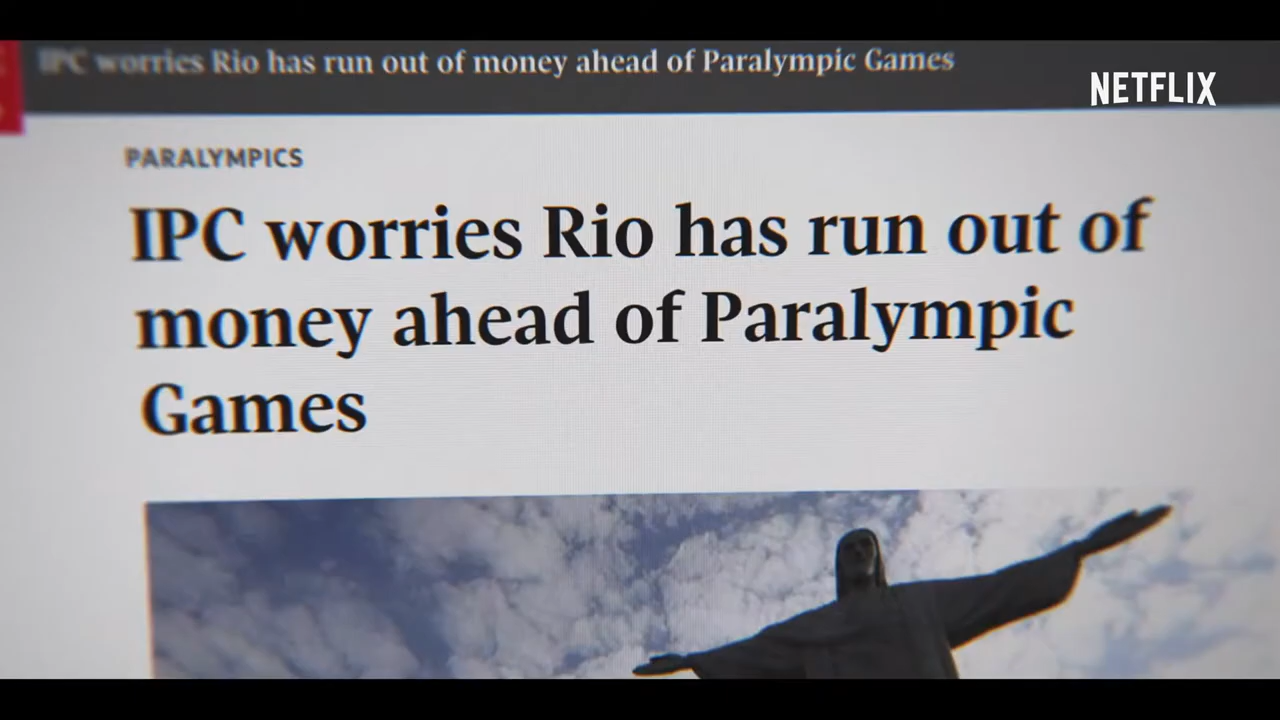 IPC worries Rio has run out of money ahead of Paralympic Games
NETFLIX
PARALYMPICS
IPC worries Rio has run out of
money ahead of Paralympic
Games